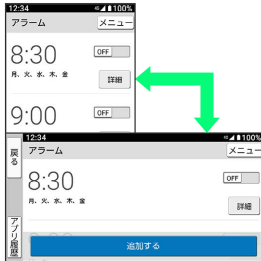 12:34 100%
アラーム メニュー
8:30 OFF
月、火、水、木、金 詳細
9:00 OFF
12:34 100%
戻る アラーム メニュー
8:30 OFF
月、火、水、木、金 詳細
アプリ履歴
追加する